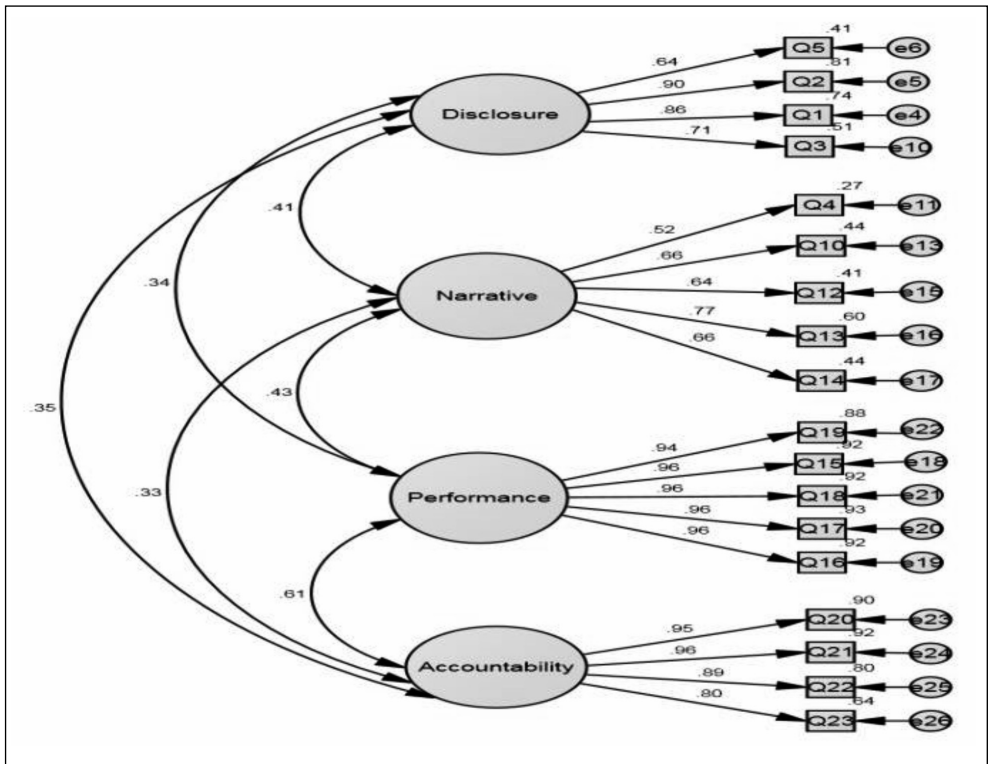 .41
Q5 e6
.64
.81
.90 Q2 e5
.74
Disclosure .86 Q1 e4
.51
.71 Q3 e10
.27
.41 Q4 e11
.52 .44
.66 Q10 e13
.34 .41
Narrative .64 Q12 e15
.77 .60
.66 Q13 e16
.44
Q14 e17
.43 .88
.35 .94 Q19 e22
.92
.96 Q15 e18
.33 .92
Performance .96 Q18 e21
.96 .93
.96 Q17 e20
.92
Q16 e19
.61 .90
.95 Q20 e23
.92
.96 Q21 e24
Accountability .89 .80
Q22 e25
.80 .64
Q23 e26